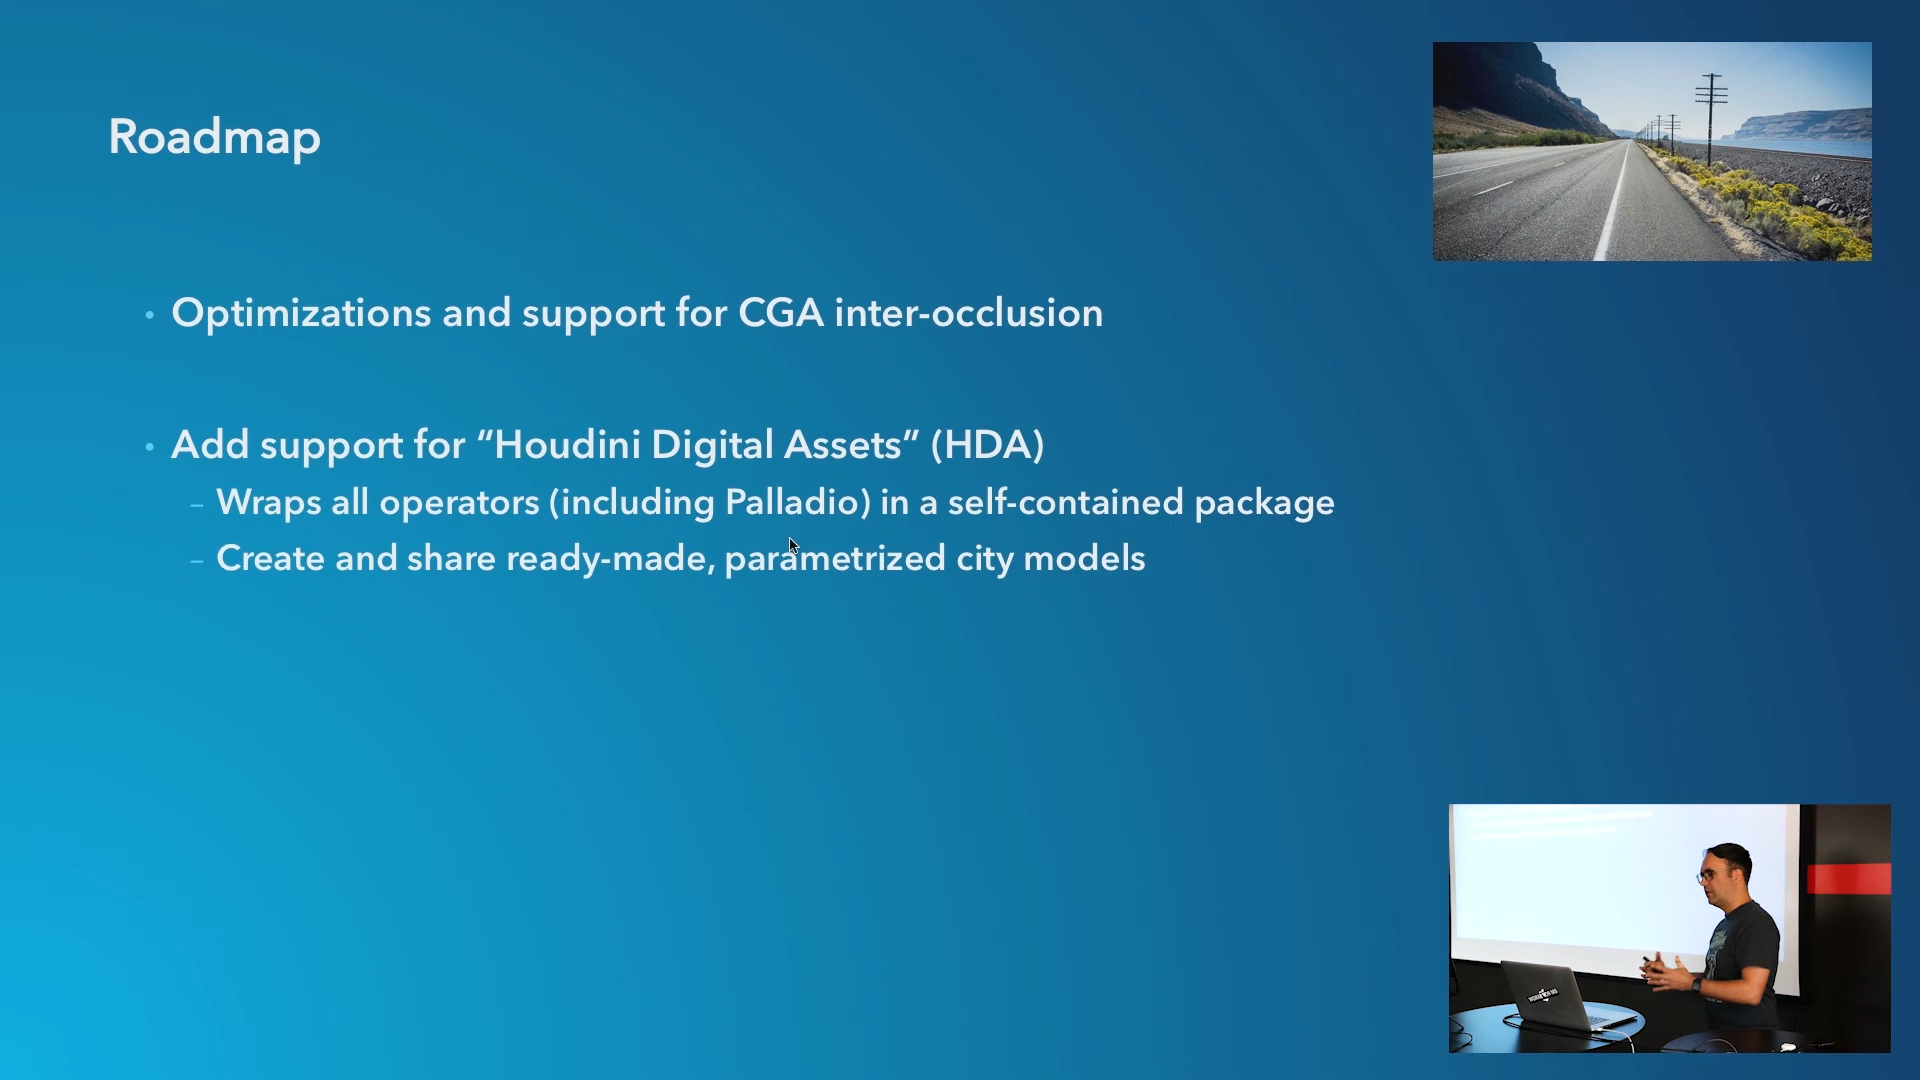 Roadmap
• Optimizations and support for CGA inter-occlusion
• Add support for “Houdini Digital Assets” (HDA)
– Wraps all operators (including Palladio) in a self-contained package
– Create and share ready-made, parametrized city models